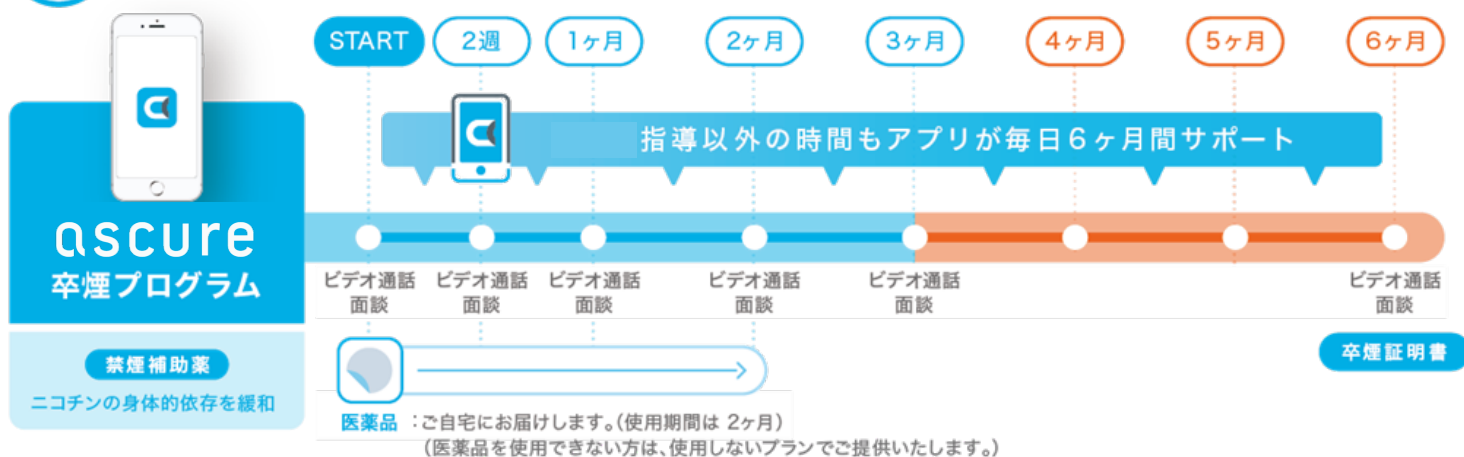 START
2週
1ヶ月
2ヶ月
3ヶ月
4ヶ月
5ヶ月
6ヶ月
指導以外の時間もアプリが毎日6ヶ月間サポート
ascure
卒煙プログラム
ビデオ通話
面談
ビデオ通話
面談
ビデオ通話
面談
ビデオ通話
面談
ビデオ通話
面談
ビデオ通話
面談
卒煙証明書
禁煙補助薬
ニコチンの身体的依存を緩和
医薬品 :ご自宅にお届けします。(使用期間は 2ヶ月)
(医薬品を使用できない方は、使用しないプランでご提供いたします。)